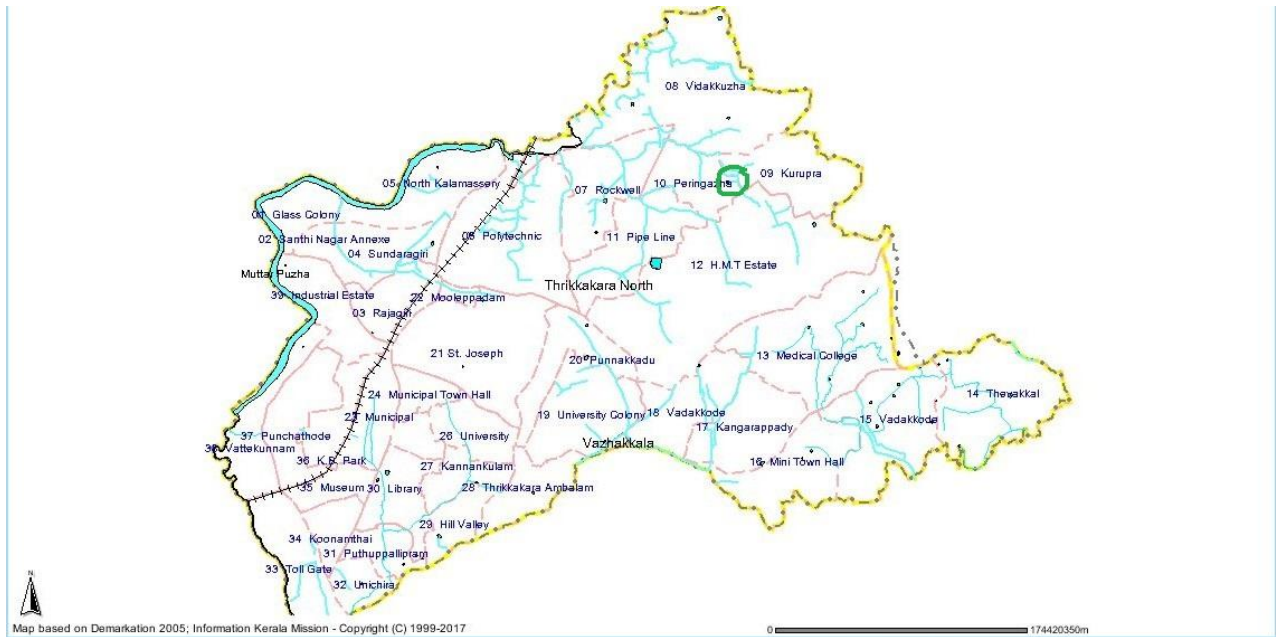 08 Vidakkuzha
05 North Kalamassery
07 Rockwell
10 Peringazha
09 Kurupra
01 Glass Colony
02 Santhi Nagar Annexe
04 Sundaragiri
06 Polytechnic
11 Pipe Line
12 H.M.T Estate
Muttar Puzha
Thrikkakara North
39 Industrial Estate
22 Mooleppadam
03 Rajagiri
21 St. Joseph
20 Punnakkadu
13 Medical College
24 Municipal Town Hall
14 Thevakkal
23 Municipal
19 University Colony
18 Vadakkode
15 Vadakkode
17 Kangarappady
37 Punchathode
26 University
Vazhakkala
38 Vattekunnam
36 K.B. Park
27 Kannankulam
16 Mini Town Hall
35 Museum
30 Library
28 Thrikkakara Ambalam
29 Hill Valley
34 Koonamthai
31 Puthuppallipram
33 Toll Gate
32 Unichira
N
Map based on Demarkation 2005; Information Kerala Mission - Copyright (C) 1999-2017
0 174420350m